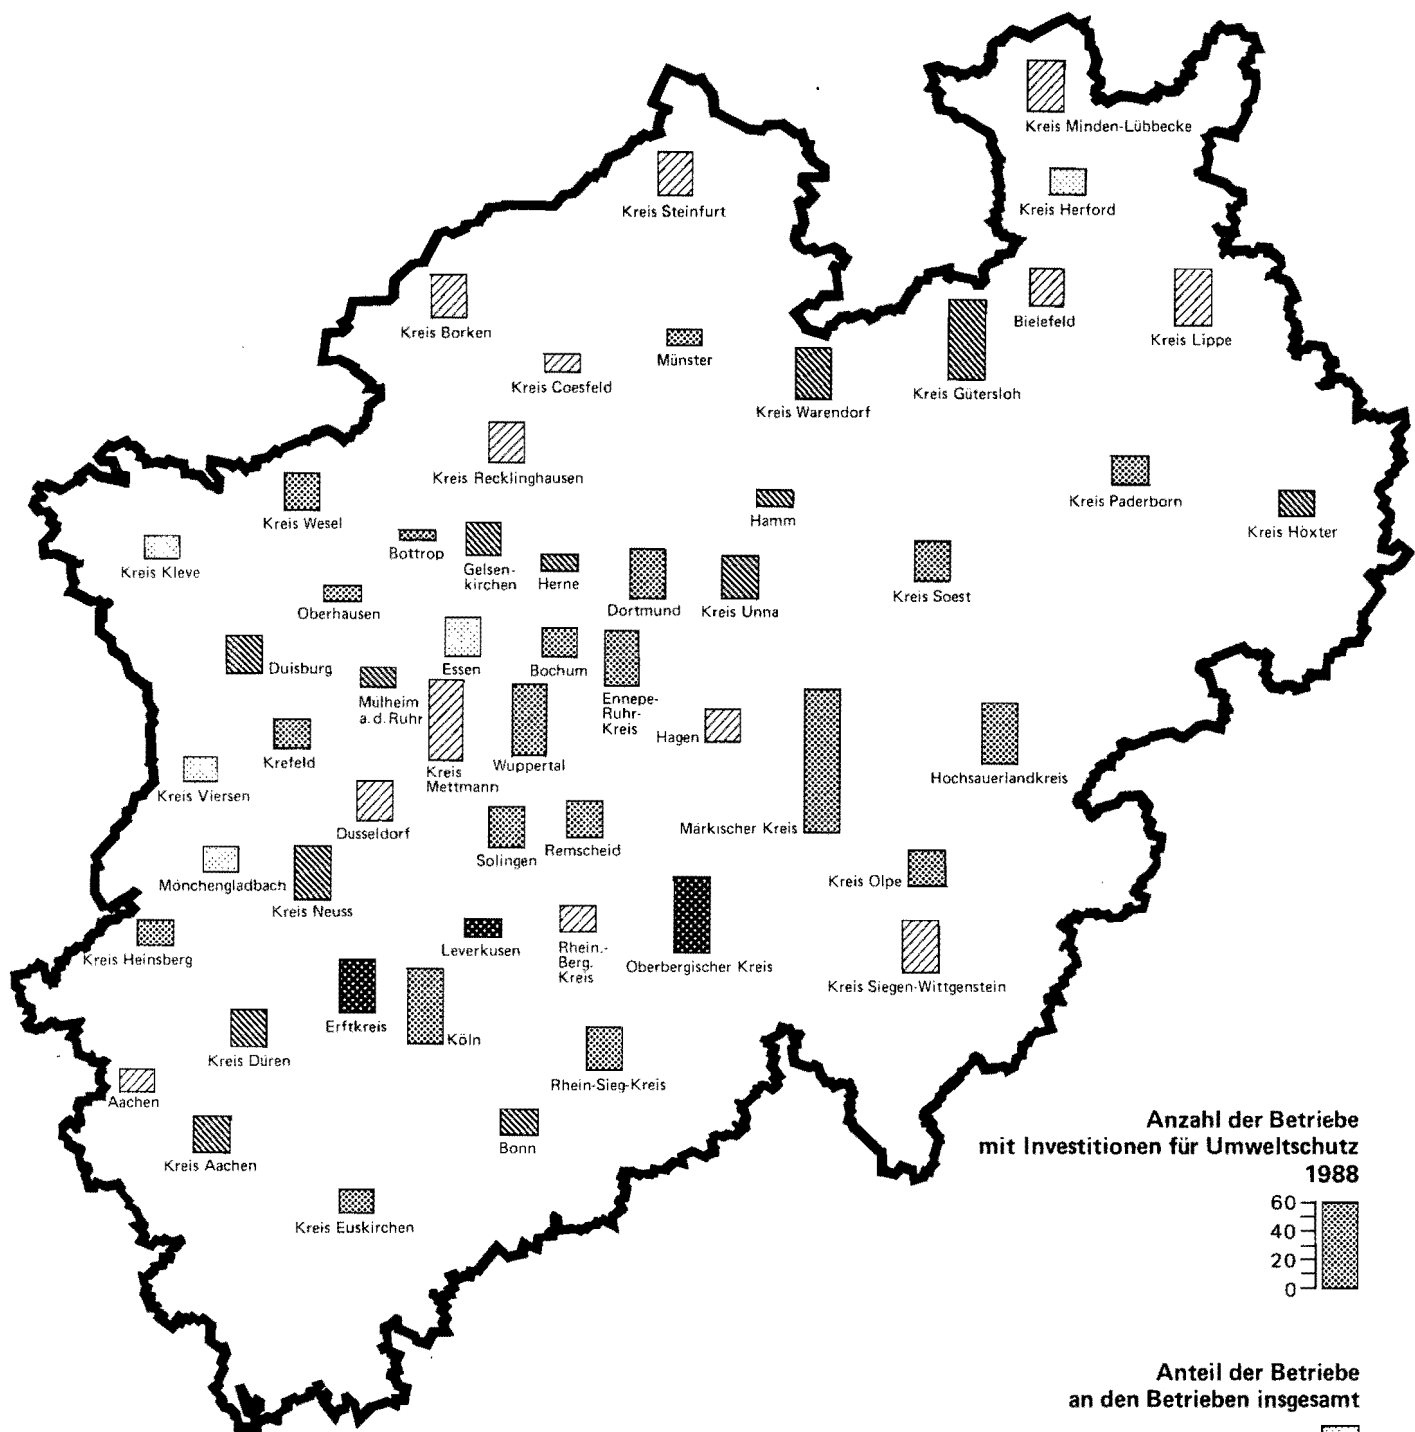 Kreis Minden-Lübbecke
Kreis Steinfurt
Kreis Herford
Kreis Borken
Bielefeld
Kreis Lippe
Münster
Kreis Coesfeld
Kreis Gütersloh
Kreis Warendorf
Kreis Recklinghausen
Kreis Paderborn
Kreis Wesel
Hamm
Kreis Höxter
Bottrop
Kreis Kleve
Gelsen-
kirchen
Herne
Oberhausen
Dortmund
Kreis Unna
Kreis Soest
Duisburg
Essen
Bochum
Mülheim
a.d. Ruhr
Ennepe-
Ruhr-
Kreis
Hagen
Krefeld
Kreis
Mettmann
Wuppertal
Hochsauerlandkreis
Kreis Viersen
Dusseldorf
Solingen
Remscheid
Märkischer Kreis
Kreis Olpe
Mönchengladbach
Kreis Neuss
Kreis Heinsberg
Leverkusen
Rhein.-
Berg.
Kreis
Oberbergischer Kreis
Kreis Siegen-Wittgenstein
Erftkreis
Köln
Kreis Düren
Rhein-Sieg-Kreis
Aachen
Kreis Aachen
Bonn
Kreis Euskirchen
Anzahl der Betriebe
mit Investitionen für Umweltschutz
1988
60
40
20
0
Anteil der Betriebe
an den Betrieben insgesamt